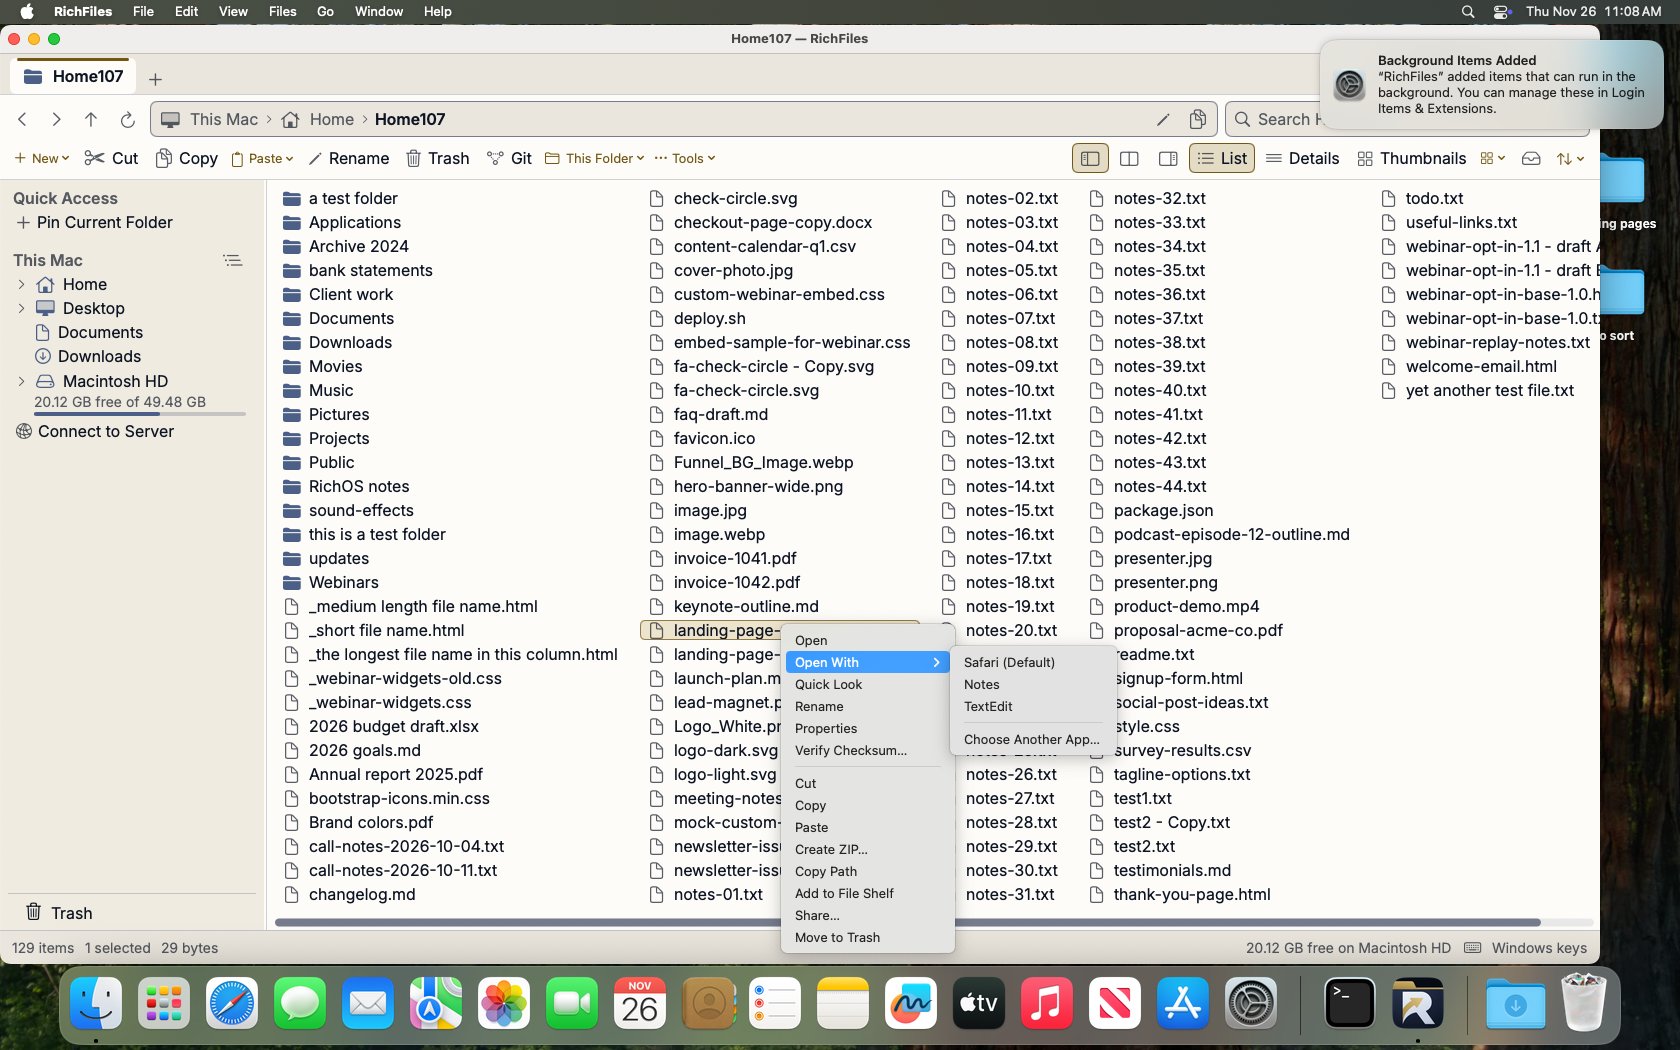 RichFiles File Edit View Files Go Window Help
Thu Nov 26 11:08 AM
Home107 — RichFiles
Home107
Background Items Added
“RichFiles” added items that can run in the
background. You can manage these in Login
Items & Extensions.
This Mac Home Home107
Search
New Cut Copy Paste Rename Trash Git This Folder Tools
List Details Thumbnails
Quick Access
Pin Current Folder
This Mac
Home
Desktop
Documents
Downloads
Macintosh HD
20.12 GB free of 49.48 GB
Connect to Server
Trash
a test folder
Applications
Archive 2024
bank statements
Client work
Documents
Downloads
Movies
Music
Pictures
Projects
Public
RichOS notes
sound-effects
this is a test folder
updates
Webinars
_medium length file name.html
_short file name.html
_the longest file name in this column.html
_webinar-widgets-old.css
_webinar-widgets.css
2026 budget draft.xlsx
2026 goals.md
Annual report 2025.pdf
bootstrap-icons.min.css
Brand colors.pdf
call-notes-2026-10-04.txt
call-notes-2026-10-11.txt
changelog.md
check-circle.svg
checkout-page-copy.docx
content-calendar-q1.csv
cover-photo.jpg
custom-webinar-embed.css
deploy.sh
embed-sample-for-webinar.css
fa-check-circle - Copy.svg
fa-check-circle.svg
faq-draft.md
favicon.ico
Funnel_BG_Image.webp
hero-banner-wide.png
image.jpg
image.webp
invoice-1041.pdf
invoice-1042.pdf
keynote-outline.md
landing-page-
landing-page-
launch-plan.m
lead-magnet.p
Logo_White.pn
logo-dark.svg
logo-light.svg
meeting-notes
mock-custom-
newsletter-iss
newsletter-iss
notes-01.txt
Open
Open With
Quick Look
Rename
Properties
Verify Checksum...
Cut
Copy
Paste
Create ZIP...
Copy Path
Add to File Shelf
Share...
Move to Trash
Safari (Default)
Notes
TextEdit
Choose Another App...
notes-02.txt
notes-03.txt
notes-04.txt
notes-05.txt
notes-06.txt
notes-07.txt
notes-08.txt
notes-09.txt
notes-10.txt
notes-11.txt
notes-12.txt
notes-13.txt
notes-14.txt
notes-15.txt
notes-16.txt
notes-17.txt
notes-18.txt
notes-19.txt
notes-20.txt
notes-26.txt
notes-27.txt
notes-28.txt
notes-29.txt
notes-30.txt
notes-31.txt
notes-32.txt
notes-33.txt
notes-34.txt
notes-35.txt
notes-36.txt
notes-37.txt
notes-38.txt
notes-39.txt
notes-40.txt
notes-41.txt
notes-42.txt
notes-43.txt
notes-44.txt
package.json
podcast-episode-12-outline.md
presenter.jpg
presenter.png
product-demo.mp4
proposal-acme-co.pdf
readme.txt
signup-form.html
social-post-ideas.txt
style.css
survey-results.csv
tagline-options.txt
test1.txt
test2 - Copy.txt
test2.txt
testimonials.md
thank-you-page.html
todo.txt
useful-links.txt
webinar-opt-in-1.1 - draft
webinar-opt-in-1.1 - draft
webinar-opt-in-base-1.0.h
webinar-opt-in-base-1.0.t
webinar-replay-notes.txt
welcome-email.html
yet another test file.txt
ing pages
o sort
129 items 1 selected 29 bytes
20.12 GB free on Macintosh HD Windows keys
NOV
26
tv